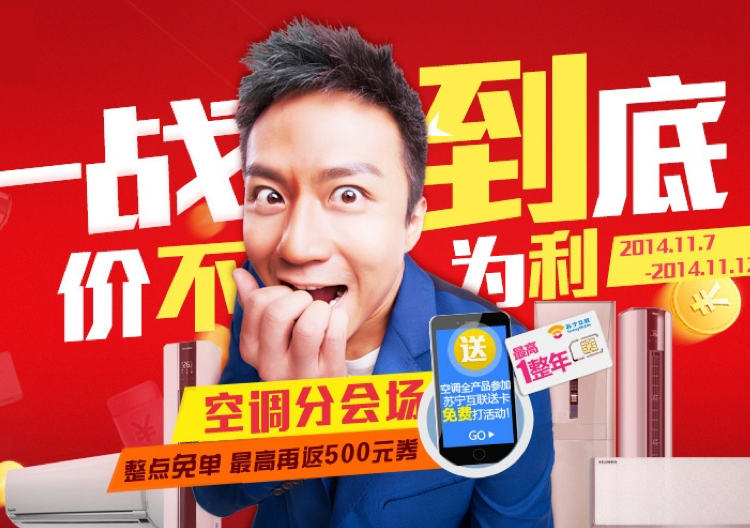 一战到底
价不为利
2014.11.7
-2014.11.12
空调分会场
整点免单 最高再返500元券
送
空调全产品参加
苏宁互联送卡
免费打活动!
GO
苏宁互联
最高
1整年